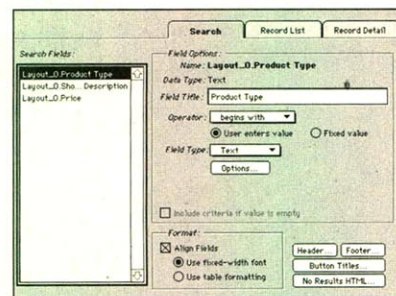 Search
Record List
Record Detail
Search Fields:
Layout_0.Product Type
Layout_0.Sho... Description
Layout_0.Price
Field Options:
Name: Layout_0.Product Type
Data Type: Text
Field Title: Product Type
Operator: begins with
User enters value
Fixed value
Field Type: Text
Options...
Include criteria if value is empty
Format:
Align Fields
Use fixed-width font
Use table formatting
Header...
Footer...
Button Titles...
No Results HTML...